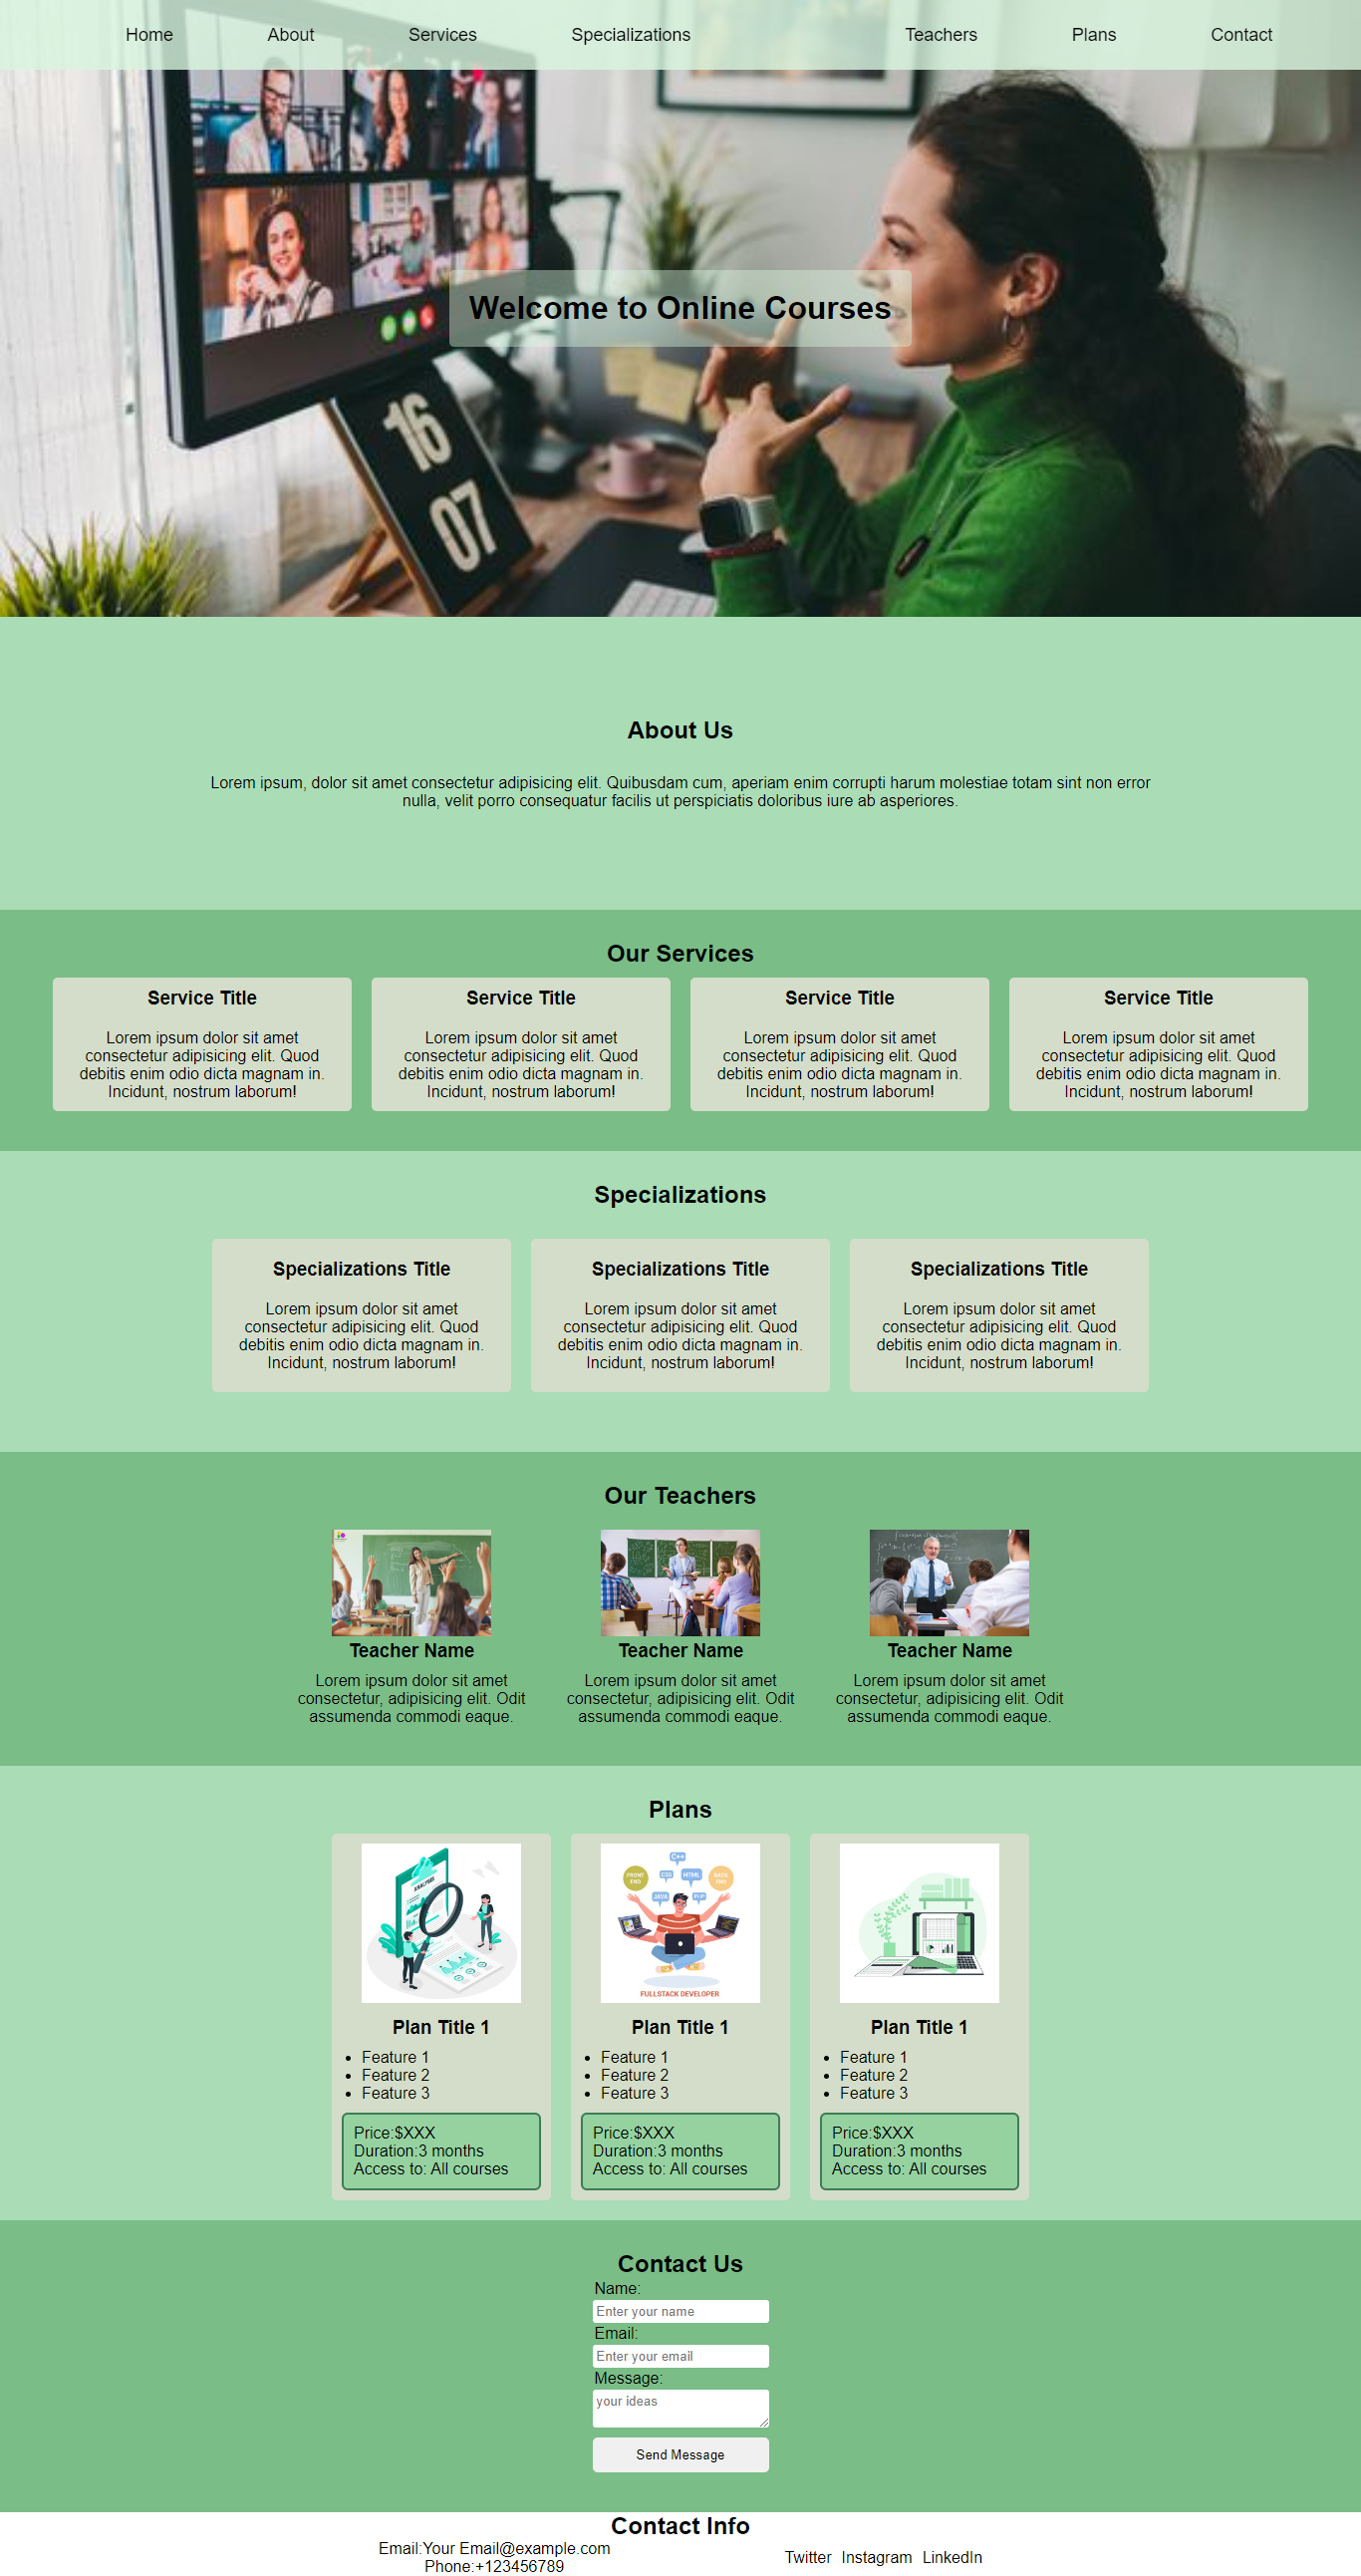 Home About Services Specializations Teachers Plans Contact
Welcome to Online Courses
16
07
About Us
Lorem ipsum, dolor sit amet consectetur adipisicing elit. Quibusdam cum, aperiam enim corrupti harum molestiae totam sint non error
nulla, velit porro consequatur facilis ut perspiciatis doloribus iure ab asperiores.
Our Services
Service Title
Lorem ipsum dolor sit amet
consectetur adipisicing elit. Quod
debitis enim odio dicta magnam in.
Incidunt, nostrum laborum!
Service Title
Lorem ipsum dolor sit amet
consectetur adipisicing elit. Quod
debitis enim odio dicta magnam in.
Incidunt, nostrum laborum!
Service Title
Lorem ipsum dolor sit amet
consectetur adipisicing elit. Quod
debitis enim odio dicta magnam in.
Incidunt, nostrum laborum!
Service Title
Lorem ipsum dolor sit amet
consectetur adipisicing elit. Quod
debitis enim odio dicta magnam in.
Incidunt, nostrum laborum!
Specializations
Specializations Title
Lorem ipsum dolor sit amet
consectetur adipisicing elit. Quod
debitis enim odio dicta magnam in.
Incidunt, nostrum laborum!
Specializations Title
Lorem ipsum dolor sit amet
consectetur adipisicing elit. Quod
debitis enim odio dicta magnam in.
Incidunt, nostrum laborum!
Specializations Title
Lorem ipsum dolor sit amet
consectetur adipisicing elit. Quod
debitis enim odio dicta magnam in.
Incidunt, nostrum laborum!
Our Teachers
Teacher Name
Lorem ipsum dolor sit amet
consectetur, adipisicing elit. Odit
assumenda commodi eaque.
Teacher Name
Lorem ipsum dolor sit amet
consectetur, adipisicing elit. Odit
assumenda commodi eaque.
Teacher Name
Lorem ipsum dolor sit amet
consectetur, adipisicing elit. Odit
assumenda commodi eaque.
Plans
ANALYSIS
Plan Title 1
Feature 1
Feature 2
Feature 3
Price:$XXX
Duration:3 months
Access to: All courses
C++
FRONT
END
CSS
HTML
BACK
END
JAVA
PHP
FULLSTACK DEVELOPER
Plan Title 1
Feature 1
Feature 2
Feature 3
Price:$XXX
Duration:3 months
Access to: All courses
Plan Title 1
Feature 1
Feature 2
Feature 3
Price:$XXX
Duration:3 months
Access to: All courses
Contact Us
Name:
Enter your name
Email:
Enter your email
Message:
your ideas
Send Message
Contact Info
Email:Your Email@example.com
Phone:+123456789
Twitter Instagram LinkedIn